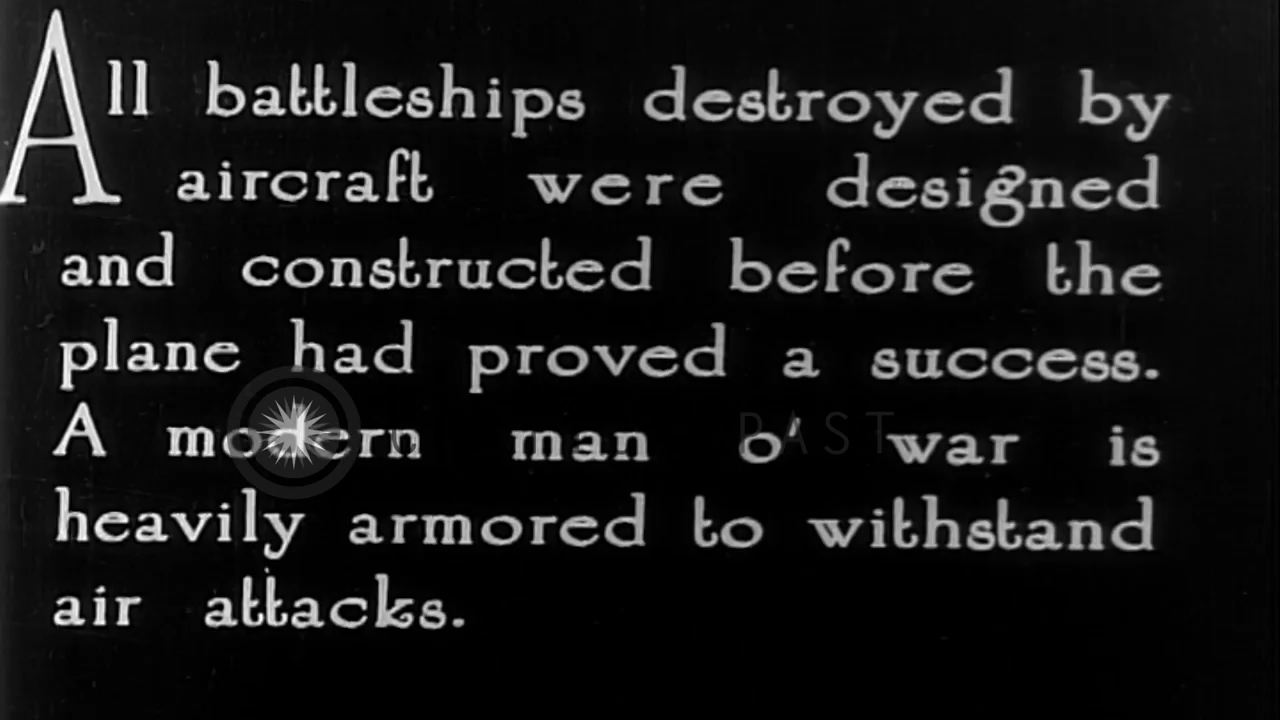 All battleships destroyed by
aircraft were designed
and constructed before the
plane had proved a success.
A modern man o' war is
heavily armored to withstand
air attacks.
PAST